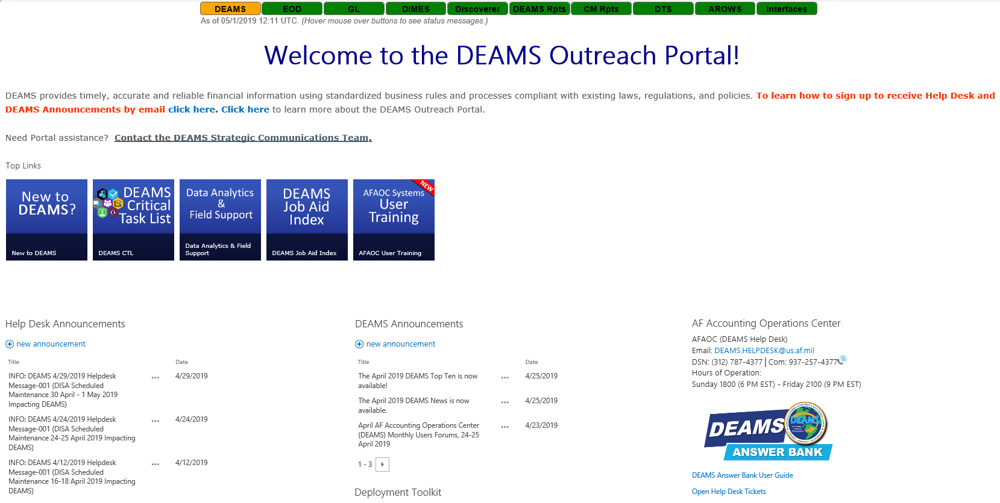 DEAMS EOD GL DIMES Discoverer DEAMS Rpts CM Rpts DTS AROWS Interfaces
As of 05/1/2019 12:11 UTC. (Hover mouse over buttons to see status messages.)
Welcome to the DEAMS Outreach Portal!
DEAMS provides timely, accurate and reliable financial information using standardized business rules and processes compliant with existing laws, regulations, and policies. To learn how to sign up to receive Help Desk and
DEAMS Announcements by email click here. Click here to learn more about the DEAMS Outreach Portal.
Need Portal assistance? Contact the DEAMS Strategic Communications Team.
Top Links
New to
DEAMS?
New to DEAMS
DEAMS
Critical
Task List
DEAMS CTL
Data Analytics
&
Field Support
Data Analytics & Field
Support
DEAMS
Job Aid
Index
DEAMS Job Aid Index
NEW
AFAOC Systems
User
Training
AFAOC User Training
Help Desk Announcements
new announcement
Title Date
INFO: DEAMS 4/29/2019 Helpdesk ... 4/29/2019
Message-001 (DISA Scheduled
Maintenance 30 April - 1 May 2019
Impacting DEAMS)
INFO: DEAMS 4/24/2019 Helpdesk ... 4/24/2019
Message-001 (DISA Scheduled
Maintenance 24-25 April 2019 Impacting
DEAMS)
INFO: DEAMS 4/12/2019 Helpdesk ... 4/12/2019
Message-001 (DISA Scheduled
Maintenance 16-18 April 2019 Impacting
DEAMS)
DEAMS Announcements
new announcement
Title Date
The April 2019 DEAMS Top Ten is now ... 4/25/2019
available!
The April 2019 DEAMS News is now ... 4/25/2019
available.
April AF Accounting Operations Center ... 4/23/2019
(DEAMS) Monthly Users Forums, 24-25
April 2019
1 - 3
Deployment Toolkit
AF Accounting Operations Center
AFAOC (DEAMS Help Desk)
Email: DEAMS.HELPDESK@us.af.mil
DSN: (312) 787-4377 | Com: 937-257-4377
Hours of Operation:
Sunday 1800 (6 PM EST) - Friday 2100 (9 PM EST)
DEAMS
DEAMS
ANSWER BANK
DEAMS Answer Bank User Guide
Open Help Desk Tickets